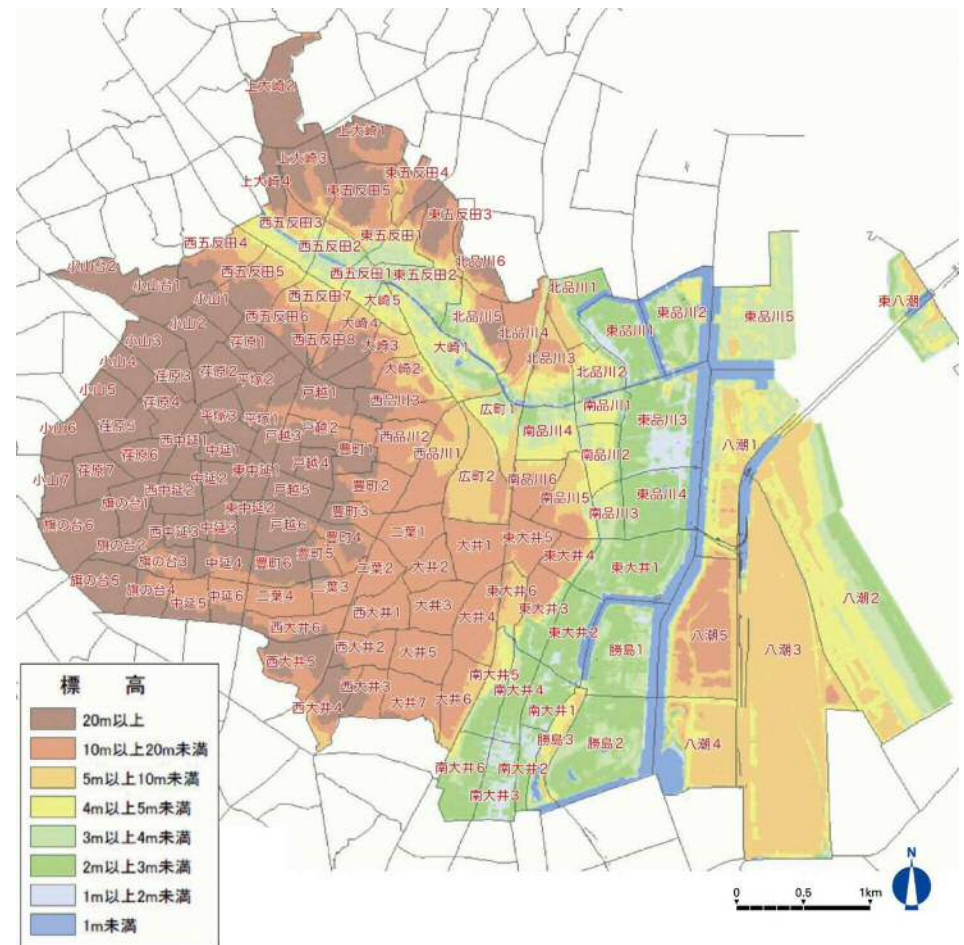 上大崎2
上大崎1
上大崎3
東五反田4
上大崎4
東五反田5
東五反田3
西五反田3
東五反田1
西五反田4
西五反田2
北品川6
小山台2
西五反田5
西五反田1
東五反田2
小山台1
北品川1
東八潮
小山1
西五反田7
大崎5
東品川2
西五反田6
北品川5
東品川1
東品川5
小山2
大崎4
北品川4
小山3
荏原1
西五反田8
大崎3
大崎1
北品川3
小山4
大崎2
荏原3
荏原2
平塚2
北品川2
小山5
戸越1
西品川3
広町1
南品川1
荏原4
東品川3
平塚3
平塚1
戸越2
小山6
荏原5
南品川4
西中延1
戸越3
西品川2
八潮1
豊町1
中延1
西品川1
南品川2
荏原6
戸越4
荏原7
東中延1
小山7
中延2
広町2
南品川6
西中延2
戸越5
豊町2
東品川4
旗の台1
南品川5
東中延2
豊町3
南品川3
旗の台6
西中延3
中延3
戸越6
二葉1
豊町4
東大井5
旗の台2
大井1
豊町5
東大井4
旗の台3
中延4
豊町6
二葉2
大井2
東大井1
旗の台5
旗の台4
二葉3
東大井6
中延5
中延6
二葉4
八潮2
西大井1
大井3
東大井3
大井4
西大井6
東大井2
八潮5
西大井2
大井5
勝島1
八潮3
西大井5
南大井5
西大井3
南大井4
大井6
西大井4
大井7
南大井1
勝島3
勝島2
八潮4
南大井6
南大井2
南大井3
標 高
20m以上
10m以上20m未満
5m以上10m未満
4m以上5m未満
3m以上4m未満
2m以上3m未満
1m以上2m未満
1m未満
N
0 0.5 1km